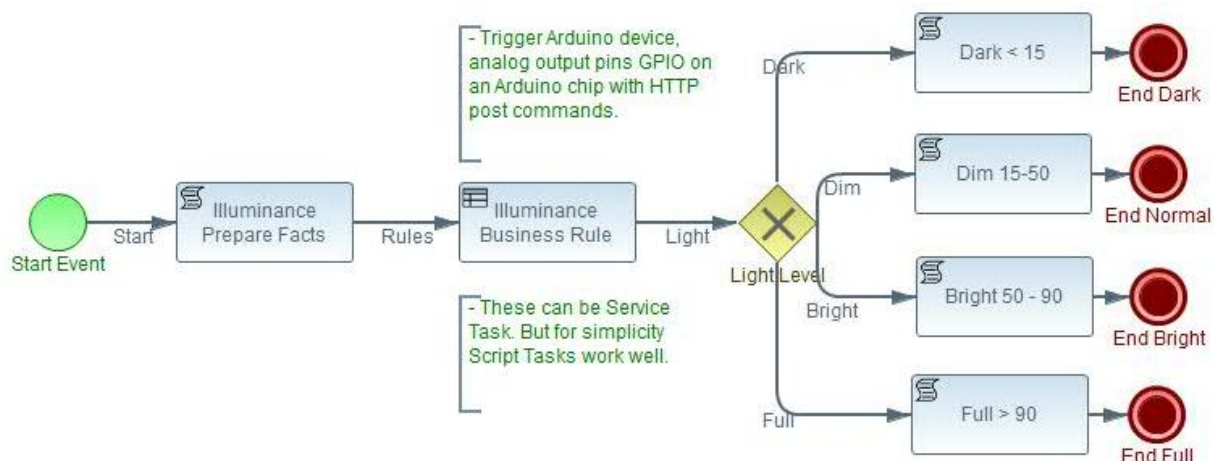 - Trigger Arduino device,
analog output pins GPIO on
an Arduino chip with HTTP
post commands.
Start Event
Start
Illuminance
Prepare Facts
Rules
Illuminance
Business Rule
Light
Light Level
- These can be Service
Task. But for simplicity
Script Tasks work well.
Dark
Dark < 15
End Dark
Dim
Dim 15-50
End Normal
Bright
Bright 50 - 90
End Bright
Full
Full > 90
End Full